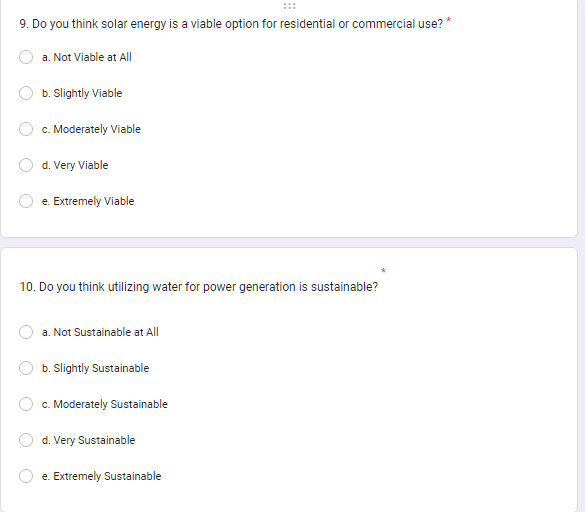 9. Do you think solar energy is a viable option for residential or commercial use? *
a. Not Viable at All
b. Slightly Viable
c. Moderately Viable
d. Very Viable
e. Extremely Viable
*
10. Do you think utilizing water for power generation is sustainable?
a. Not Sustainable at All
b. Slightly Sustainable
c. Moderately Sustainable
d. Very Sustainable
e. Extremely Sustainable